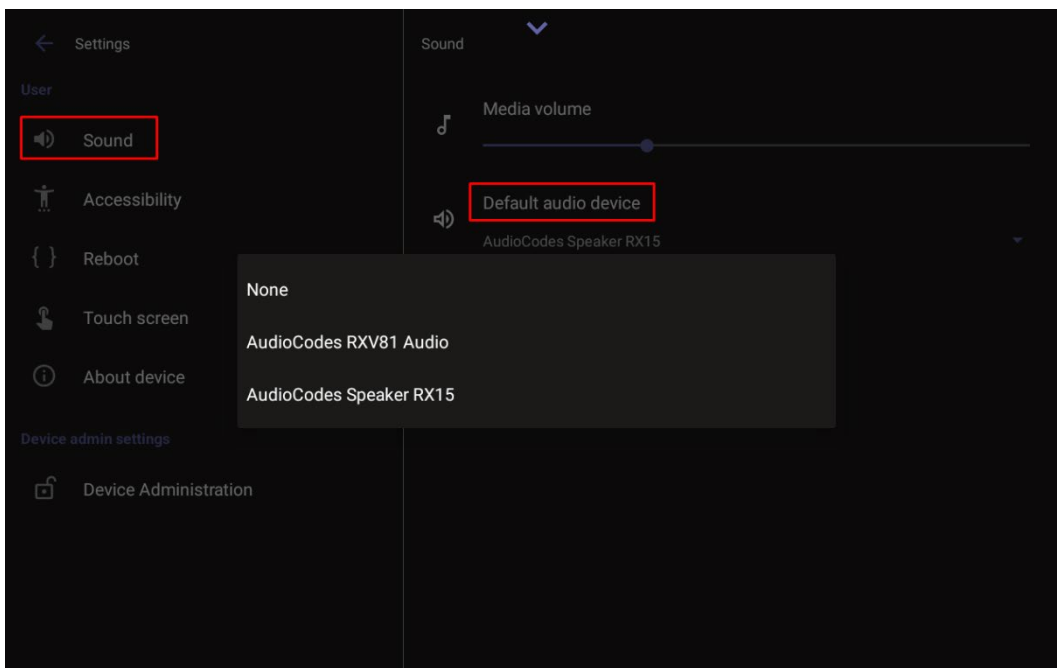 Settings
User
Sound
Accessibility
Reboot
Touch screen
About device
Device admin settings
Device Administration
Sound
Media volume
Default audio device
AudioCodes Speaker RX15
None
AudioCodes RXV81 Audio
AudioCodes Speaker RX15